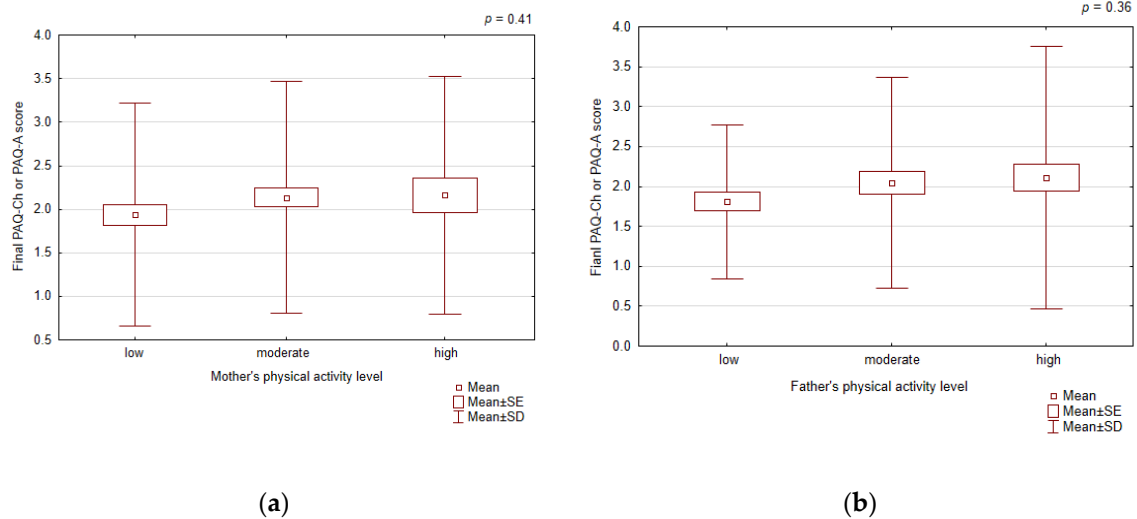 p = 0.41
4.0
3.5
3.0
2.5
2.0
1.5
1.0
0.5
Final PAQ-Ch or PAQ-A score
low moderate high
Mother's physical activity level
Mean
Mean±SE
Mean±SD
(a)
p = 0.36
4.0
3.5
3.0
2.5
2.0
1.5
1.0
0.5
0.0
Fianl PAQ-Ch or PAQ-A score
low moderate high
Father's physical activity level
Mean
Mean±SE
Mean±SD
(b)